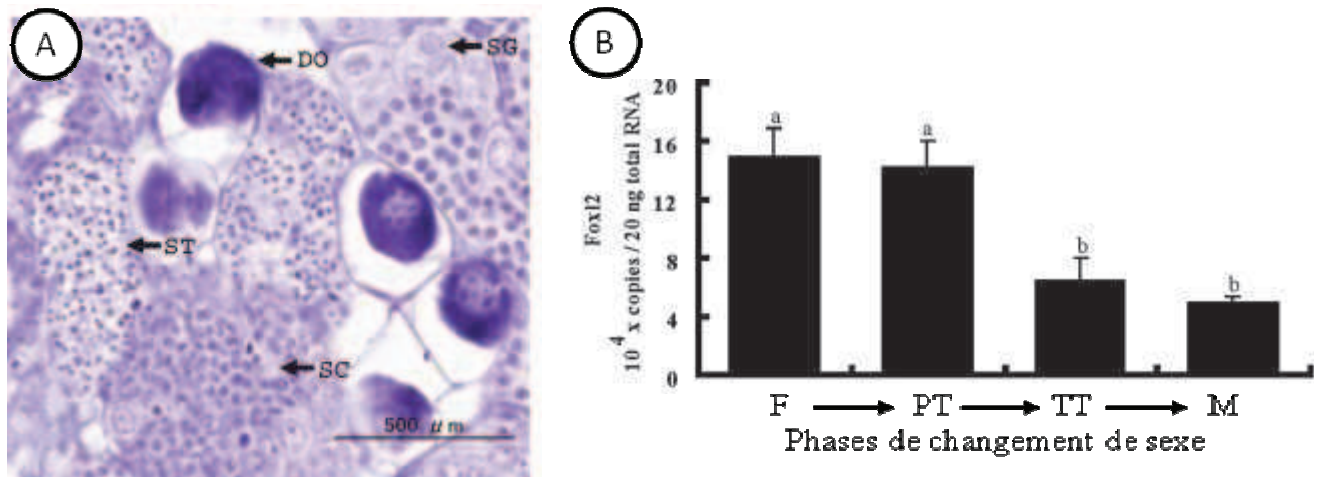 A
DO
SG
ST
SC
500 µm
B
20
16
12
8
4
0
Foxl2
10⁴ x copies / 20 ng total RNA
a
a
b
b
F PT TT M
Phases de changement de sexe